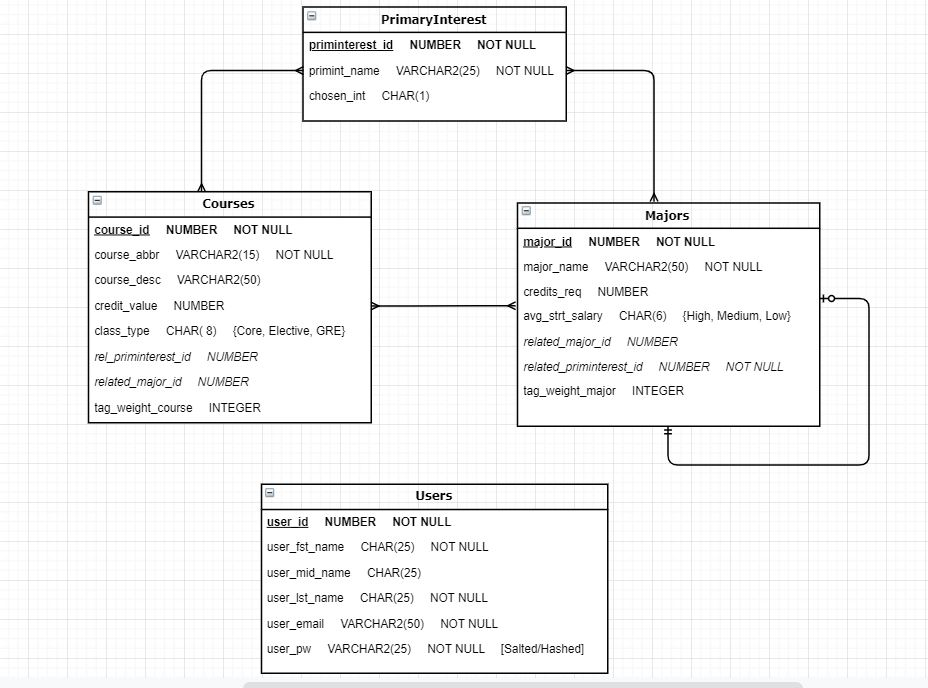 PrimaryInterest
priminterest_id NUMBER NOT NULL
primint_name VARCHAR2(25) NOT NULL
chosen_int CHAR(1)
Courses
course_id NUMBER NOT NULL
course_abbr VARCHAR2(15) NOT NULL
course_desc VARCHAR2(50)
credit_value NUMBER
class_type CHAR( 8) {Core, Elective, GRE}
rel_priminterest_id NUMBER
related_major_id NUMBER
tag_weight_course INTEGER
Majors
major_id NUMBER NOT NULL
major_name VARCHAR2(50) NOT NULL
credits_req NUMBER
avg_strt_salary CHAR(6) {High, Medium, Low}
related_major_id NUMBER
related_priminterest_id NUMBER NOT NULL
tag_weight_major INTEGER
Users
user_id NUMBER NOT NULL
user_fst_name CHAR(25) NOT NULL
user_mid_name CHAR(25)
user_lst_name CHAR(25) NOT NULL
user_email VARCHAR2(50) NOT NULL
user_pw VARCHAR2(25) NOT NULL [Salted/Hashed]